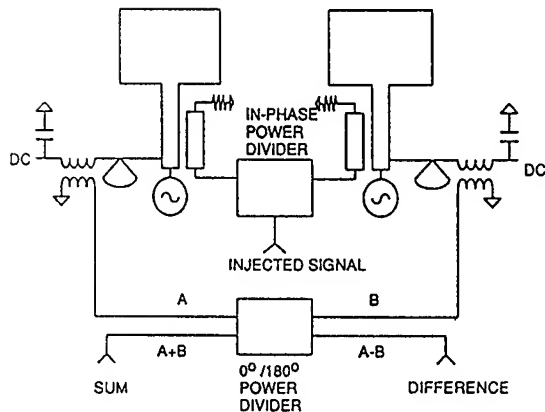 IN-PHASE
POWER
DIVIDER
DC
DC
INJECTED SIGNAL
A
B
A+B
A-B
SUM
0° /180°
POWER
DIVIDER
DIFFERENCE